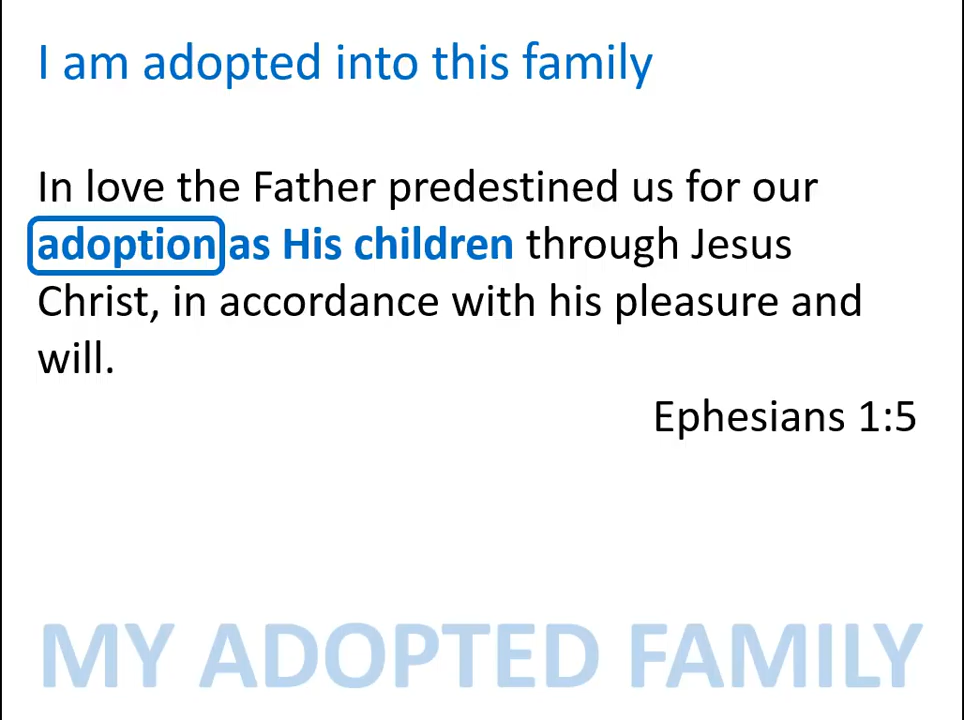 I am adopted into this family
In love the Father predestined us for our
adoption as His children through Jesus
Christ, in accordance with his pleasure and
will.
Ephesians 1:5
MY ADOPTED FAMILY